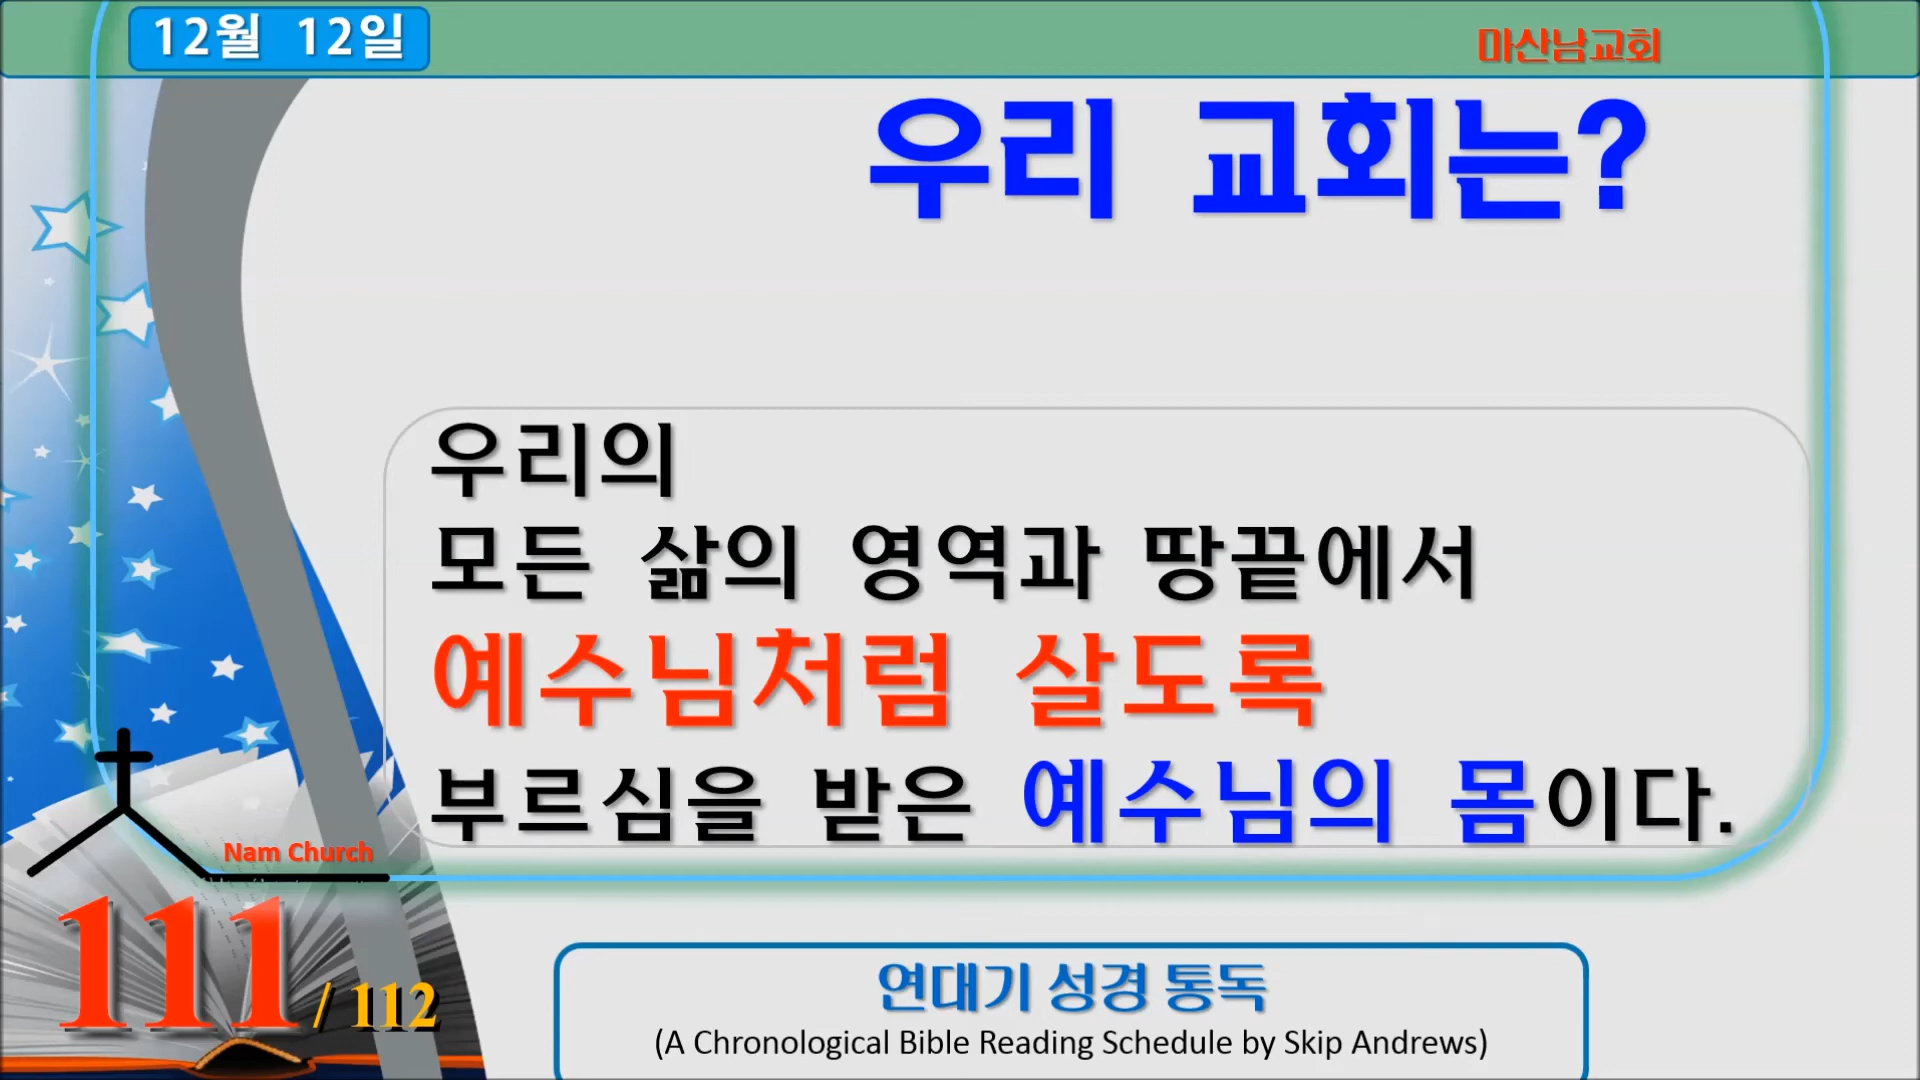 12월 12일
마산남교회
우리 교회는?
우리의
모든 삶의 영역과 땅끝에서
예수님처럼 살도록
부르심을 받은 예수님의 몸이다.
Nam Church
111 / 112
연대기 성경 통독
(A Chronological Bible Reading Schedule by Skip Andrews)